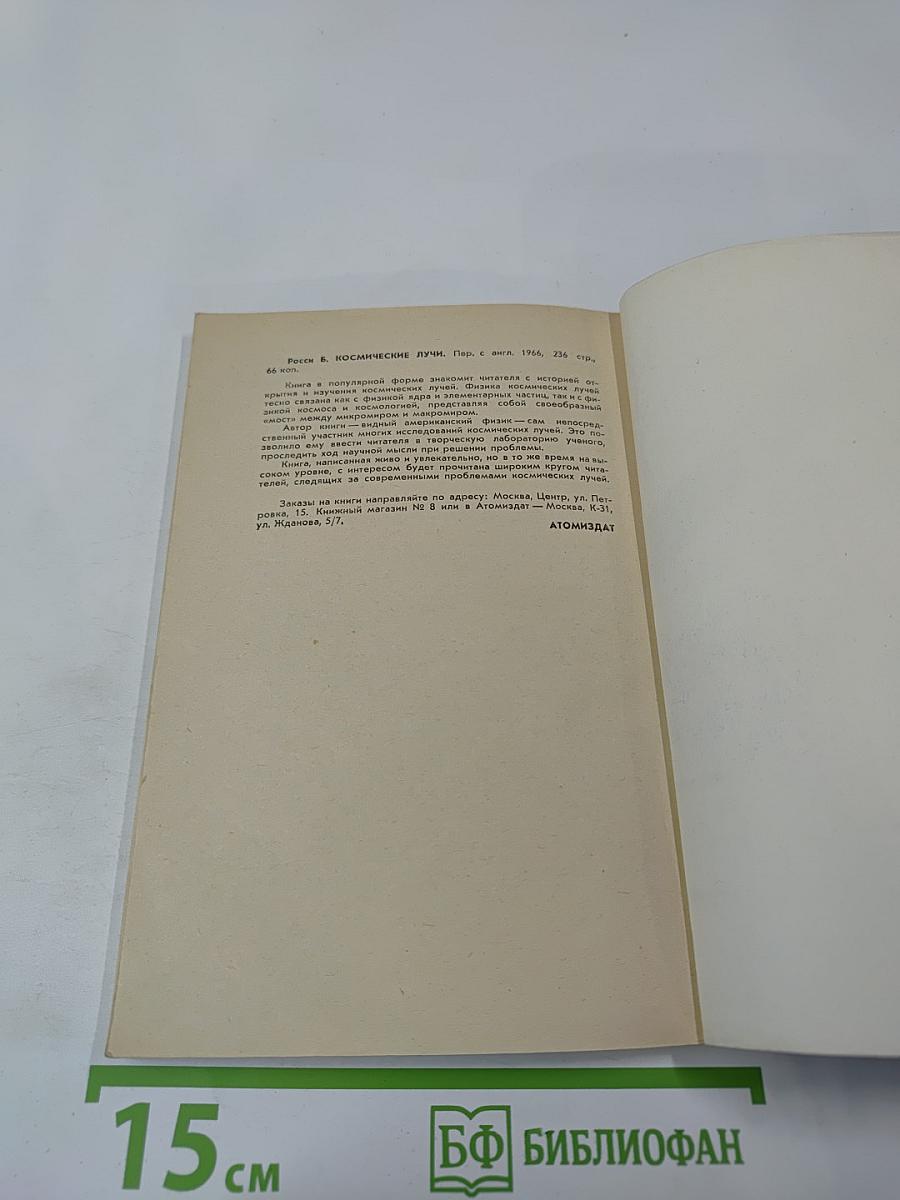 Росси Б. КОСМИЧЕСКИЕ ЛУЧИ. Пер. с англ. 1966, 236 стр.,
66 коп.
Книга в популярной форме знакомит читателя с историей от-
крытия и изучения космических лучей. Физика космических лучей
тесно связана как с физикой ядра и элементарных частиц, так и с фи-
зикой космоса и космологией, представляя собой своеобразный
«мост» между микромиром и макромиром.
Автор книги — видный американский физик — сам непосред-
ственный участник многих исследований космических лучей. Это по-
зволило ему ввести читателя в творческую лабораторию ученого,
проследить ход научной мысли при решении проблемы.
Книга, написанная живо и увлекательно, но в то же время на вы-
соком уровне, с интересом будет прочитана широким кругом чита-
телей, следящих за современными проблемами космических лучей.
Заказы на книги направляйте по адресу: Москва, Центр, ул. Пет-
ровка, 15. Книжный магазин № 8 или в Атомиздат — Москва, К-31,
ул. Жданова, 5/7.
АТОМИЗДАТ
15 см
БФ БИБЛИОФАН